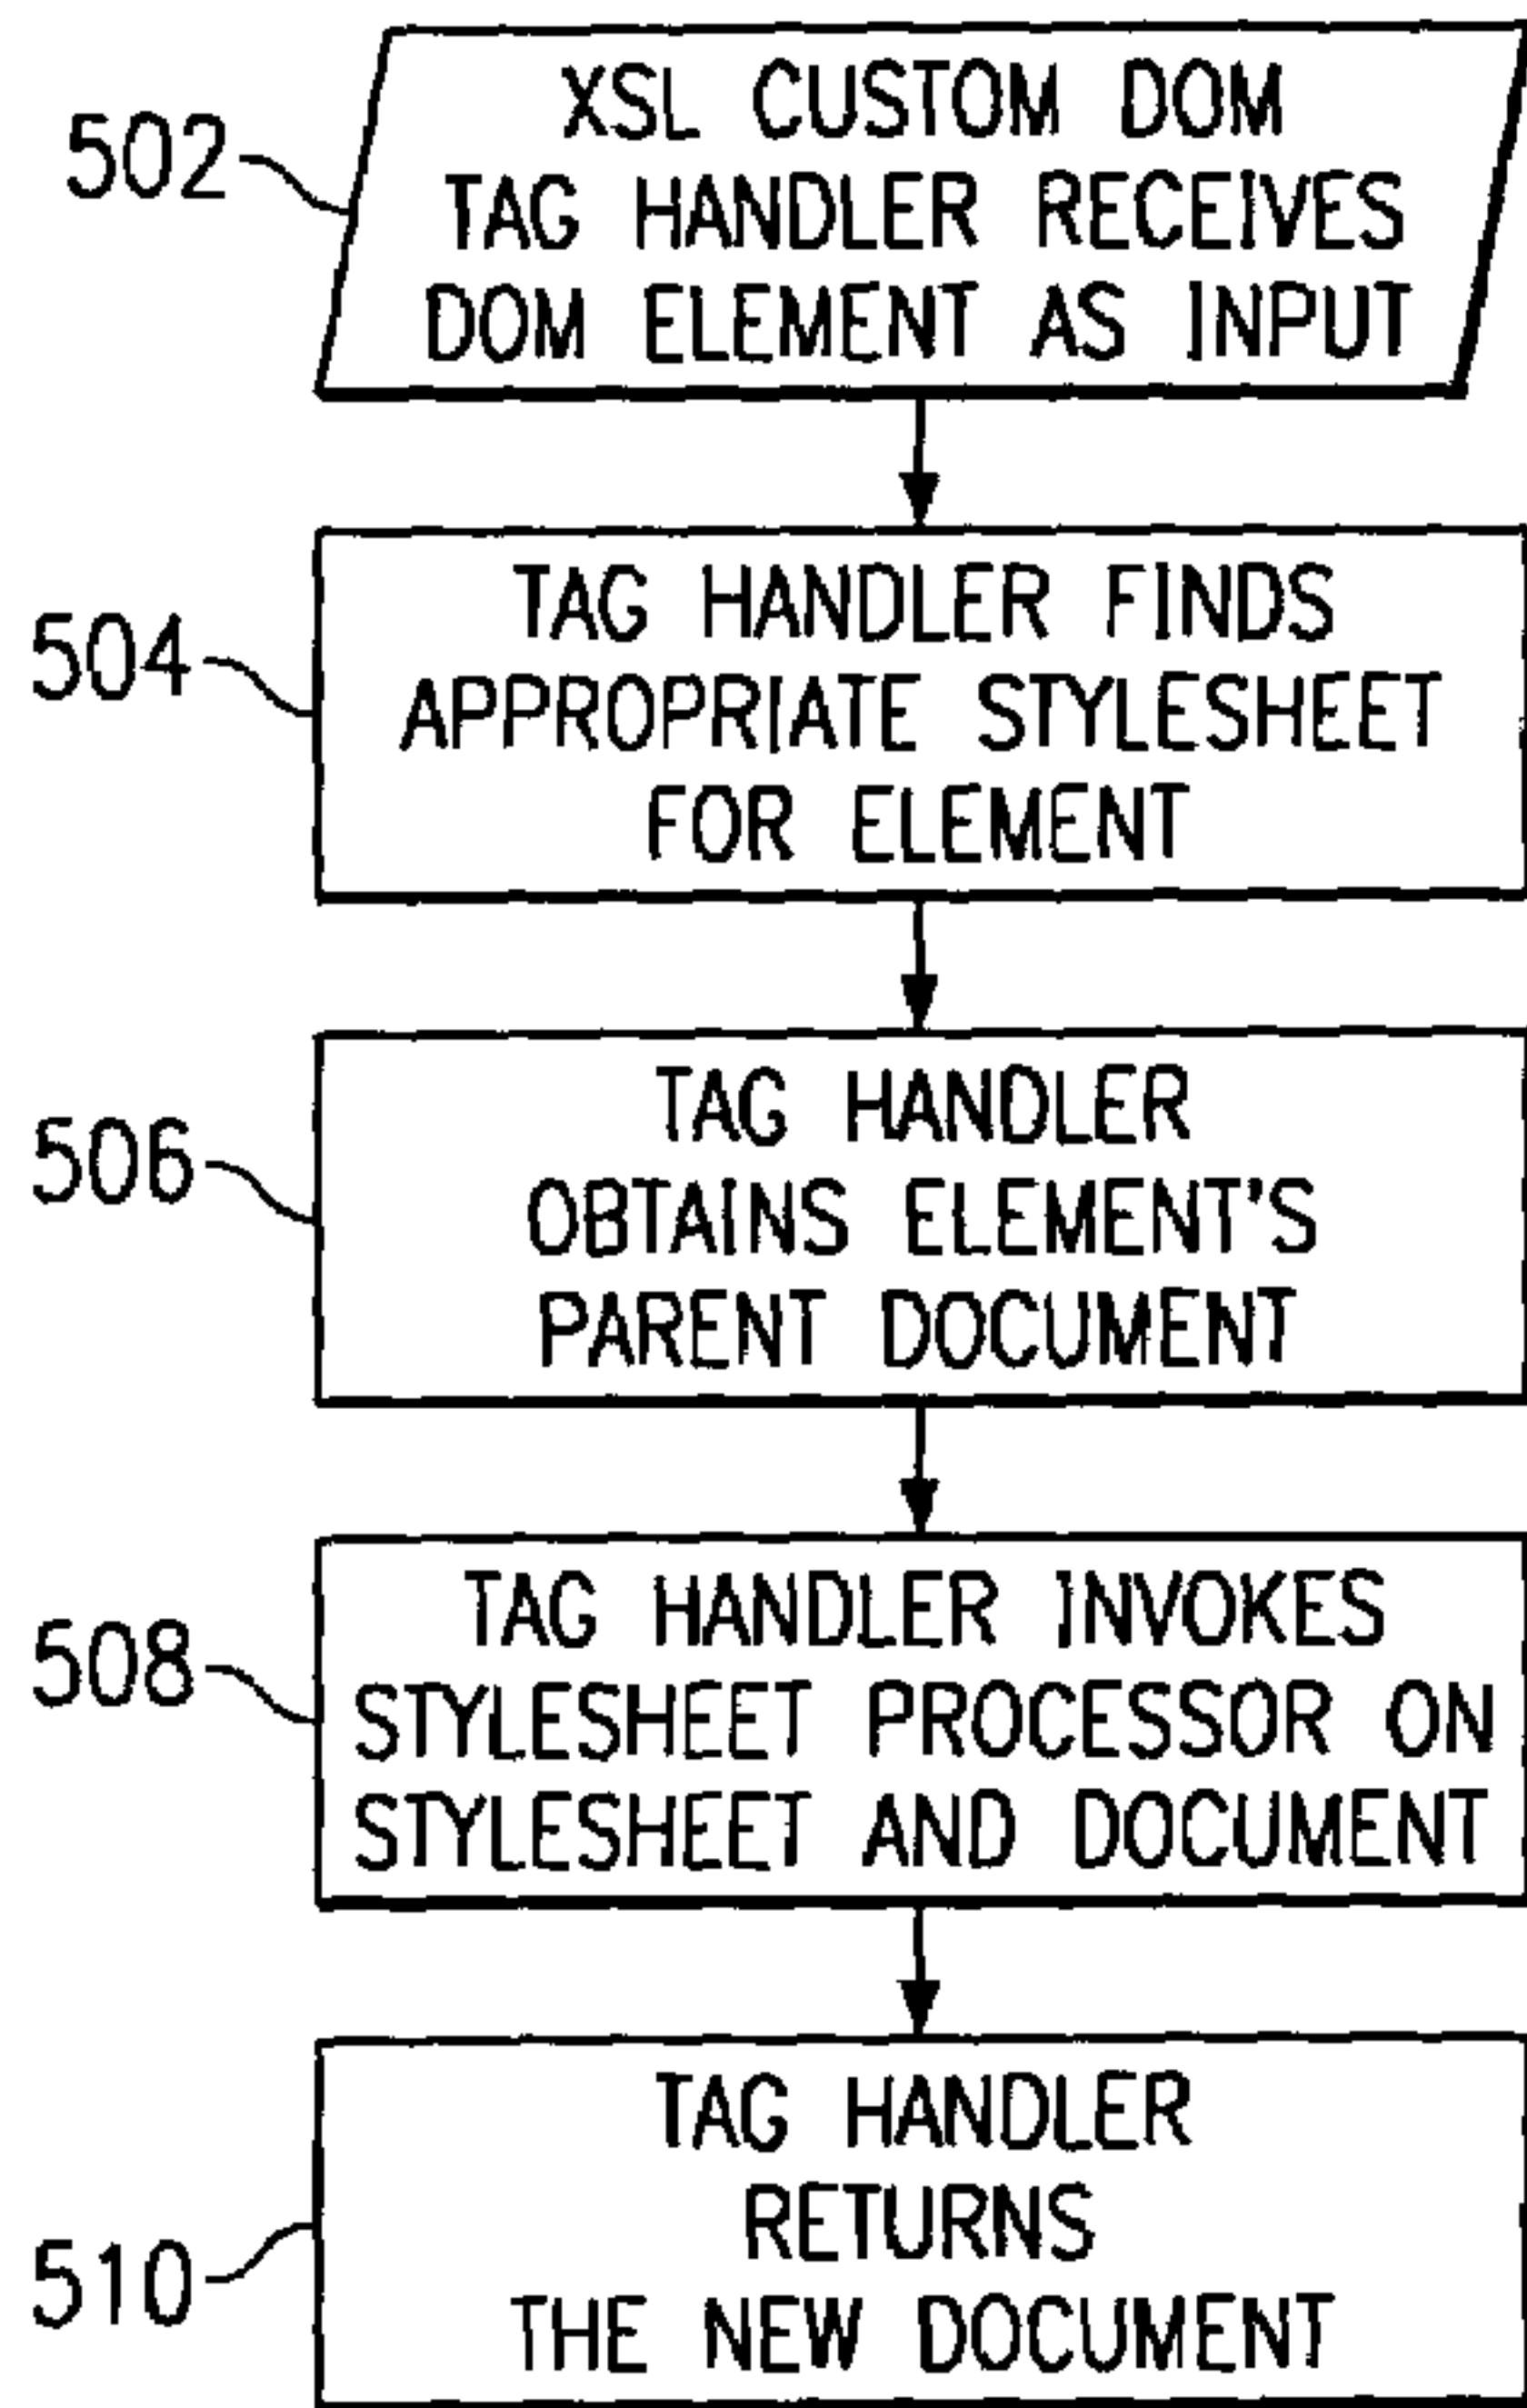 502
XSL CUSTOM DOM
TAG HANDLER RECEIVES
DOM ELEMENT AS INPUT
504
TAG HANDLER FINDS
APPROPRIATE STYLESHEET
FOR ELEMENT
506
TAG HANDLER
OBTAINS ELEMENT'S
PARENT DOCUMENT
508
TAG HANDLER INVOKES
STYLESHEET PROCESSOR ON
STYLESHEET AND DOCUMENT
510
TAG HANDLER
RETURNS
THE NEW DOCUMENT